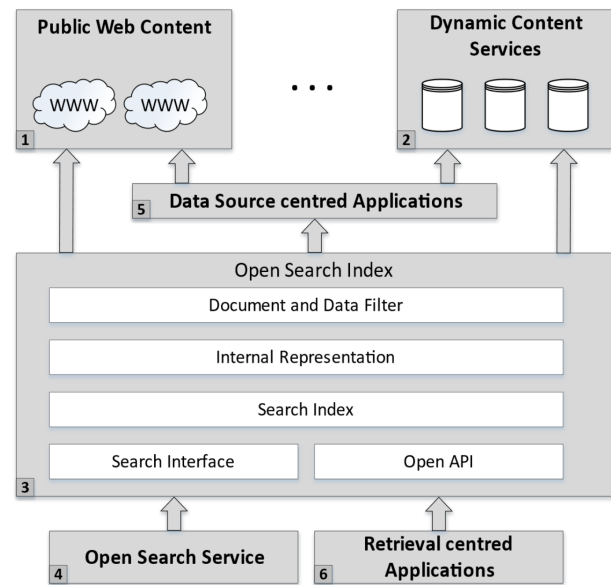 Public Web Content
WWW
WWW
1
. . .
Dynamic Content
Services
2
5
Data Source centred Applications
Open Search Index
Document and Data Filter
Internal Representation
Search Index
Search Interface
Open API
3
4
Open Search Service
6
Retrieval centred
Applications